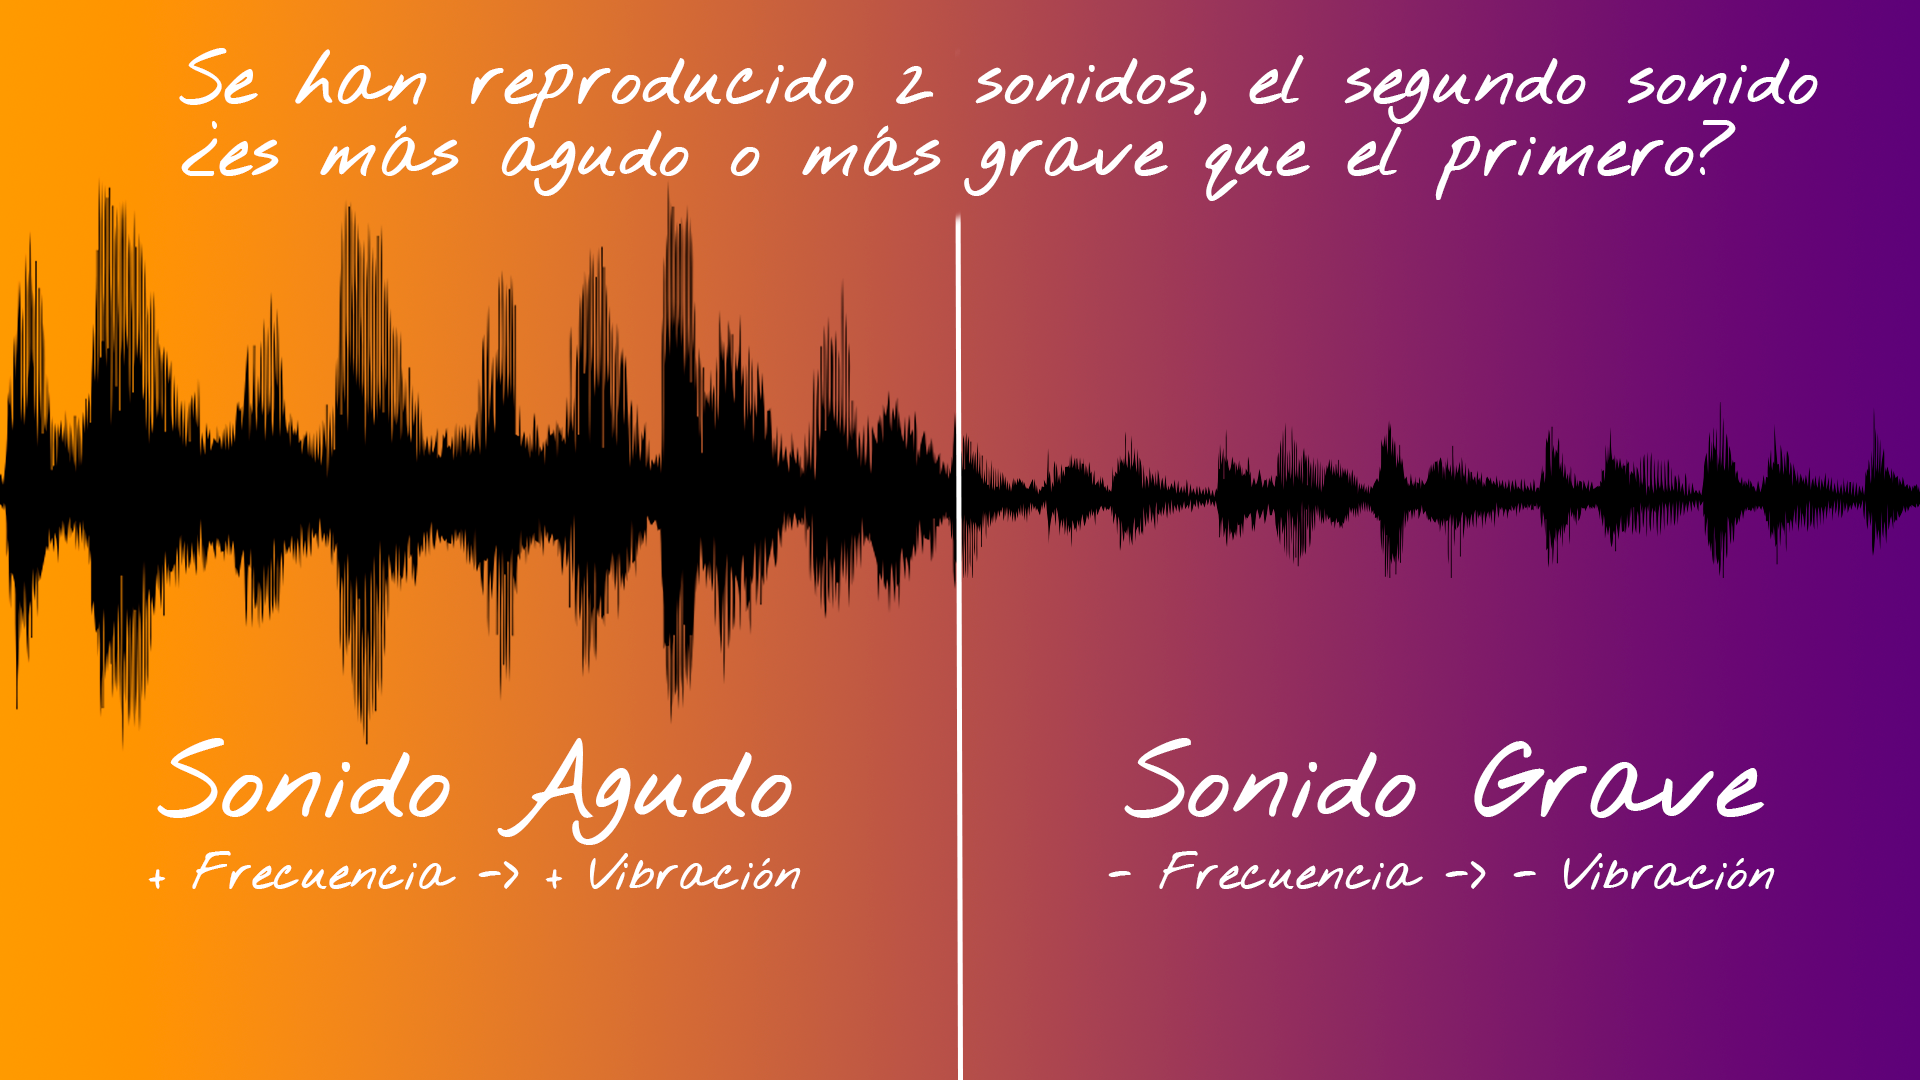 Se han reproducido 2 sonidos, el segundo sonido
¿es más agudo o más grave que el primero?
Sonido Agudo
+ Frecuencia -> + Vibración
Sonido Grave
- Frecuencia -> - Vibración